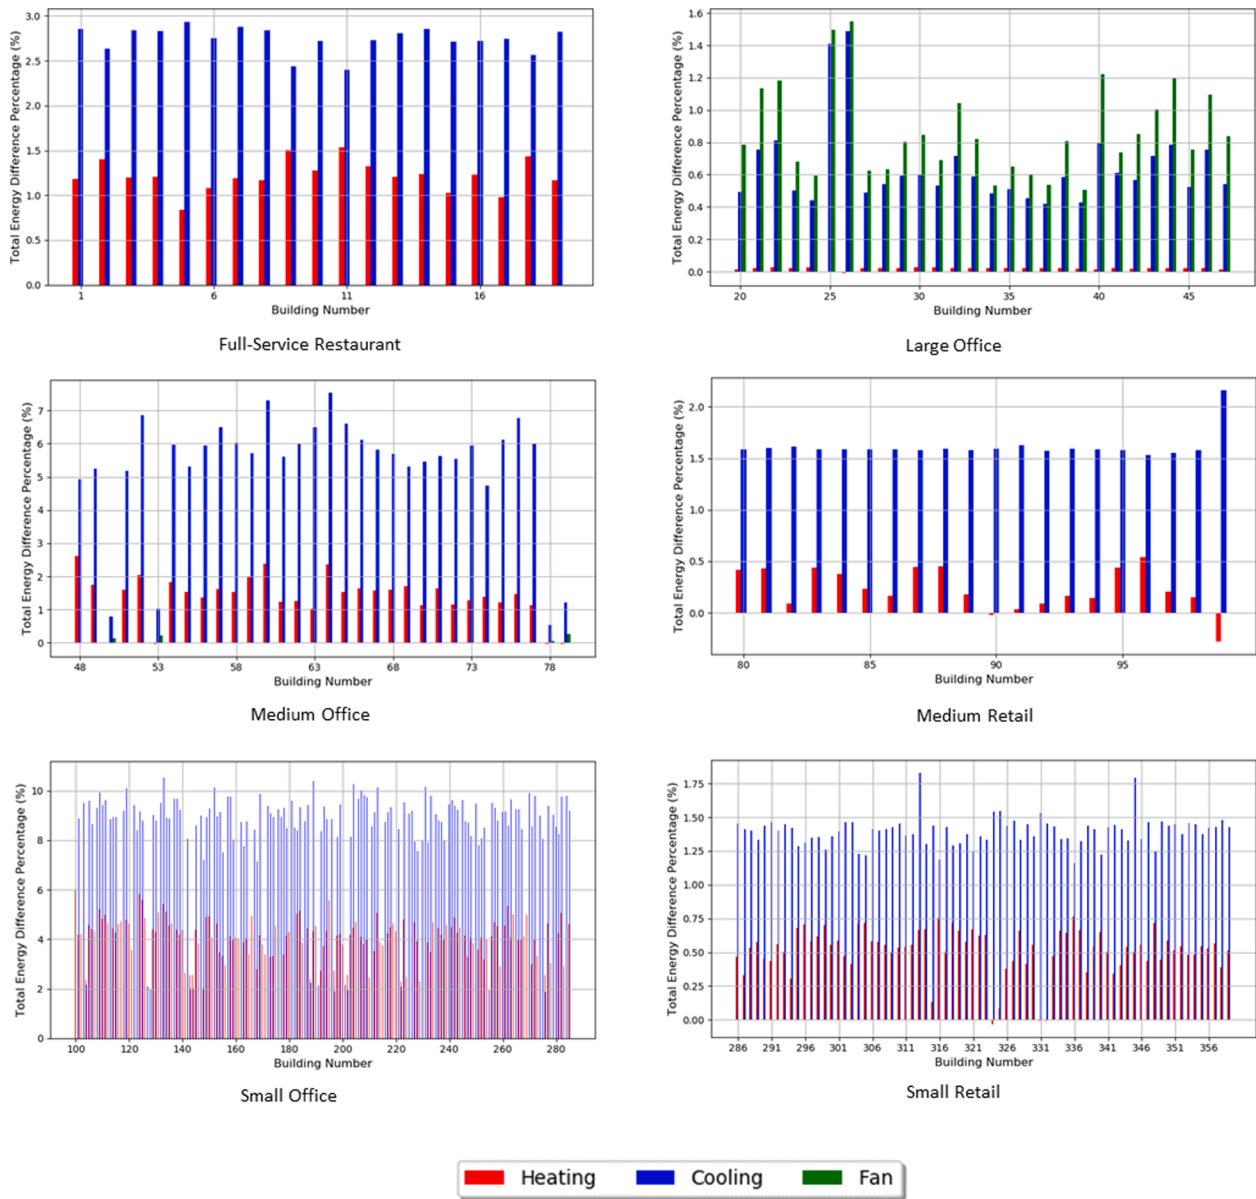 Total Energy Difference Percentage (%)
3.0
2.5
2.0
1.5
1.0
0.5
0.0
1 6 11 16
Building Number
Full-Service Restaurant
Total Energy Difference Percentage (%)
1.6
1.4
1.2
1.0
0.8
0.6
0.4
0.2
0.0
20 25 30 35 40 45
Building Number
Large Office
Total Energy Difference Percentage (%)
7
6
5
4
3
2
1
0
48 53 58 63 68 73 78
Building Number
Medium Office
Total Energy Difference Percentage (%)
2.0
1.5
1.0
0.5
0.0
80 85 90 95
Building Number
Medium Retail
Total Energy Difference Percentage (%)
10
8
6
4
2
0
100 120 140 160 180 200 220 240 260 280
Building Number
Small Office
Total Energy Difference Percentage (%)
1.75
1.50
1.25
1.00
0.75
0.50
0.25
0.00
286 291 296 301 306 311 316 321 326 331 336 341 346 351 356
Building Number
Small Retail
Heating Cooling Fan